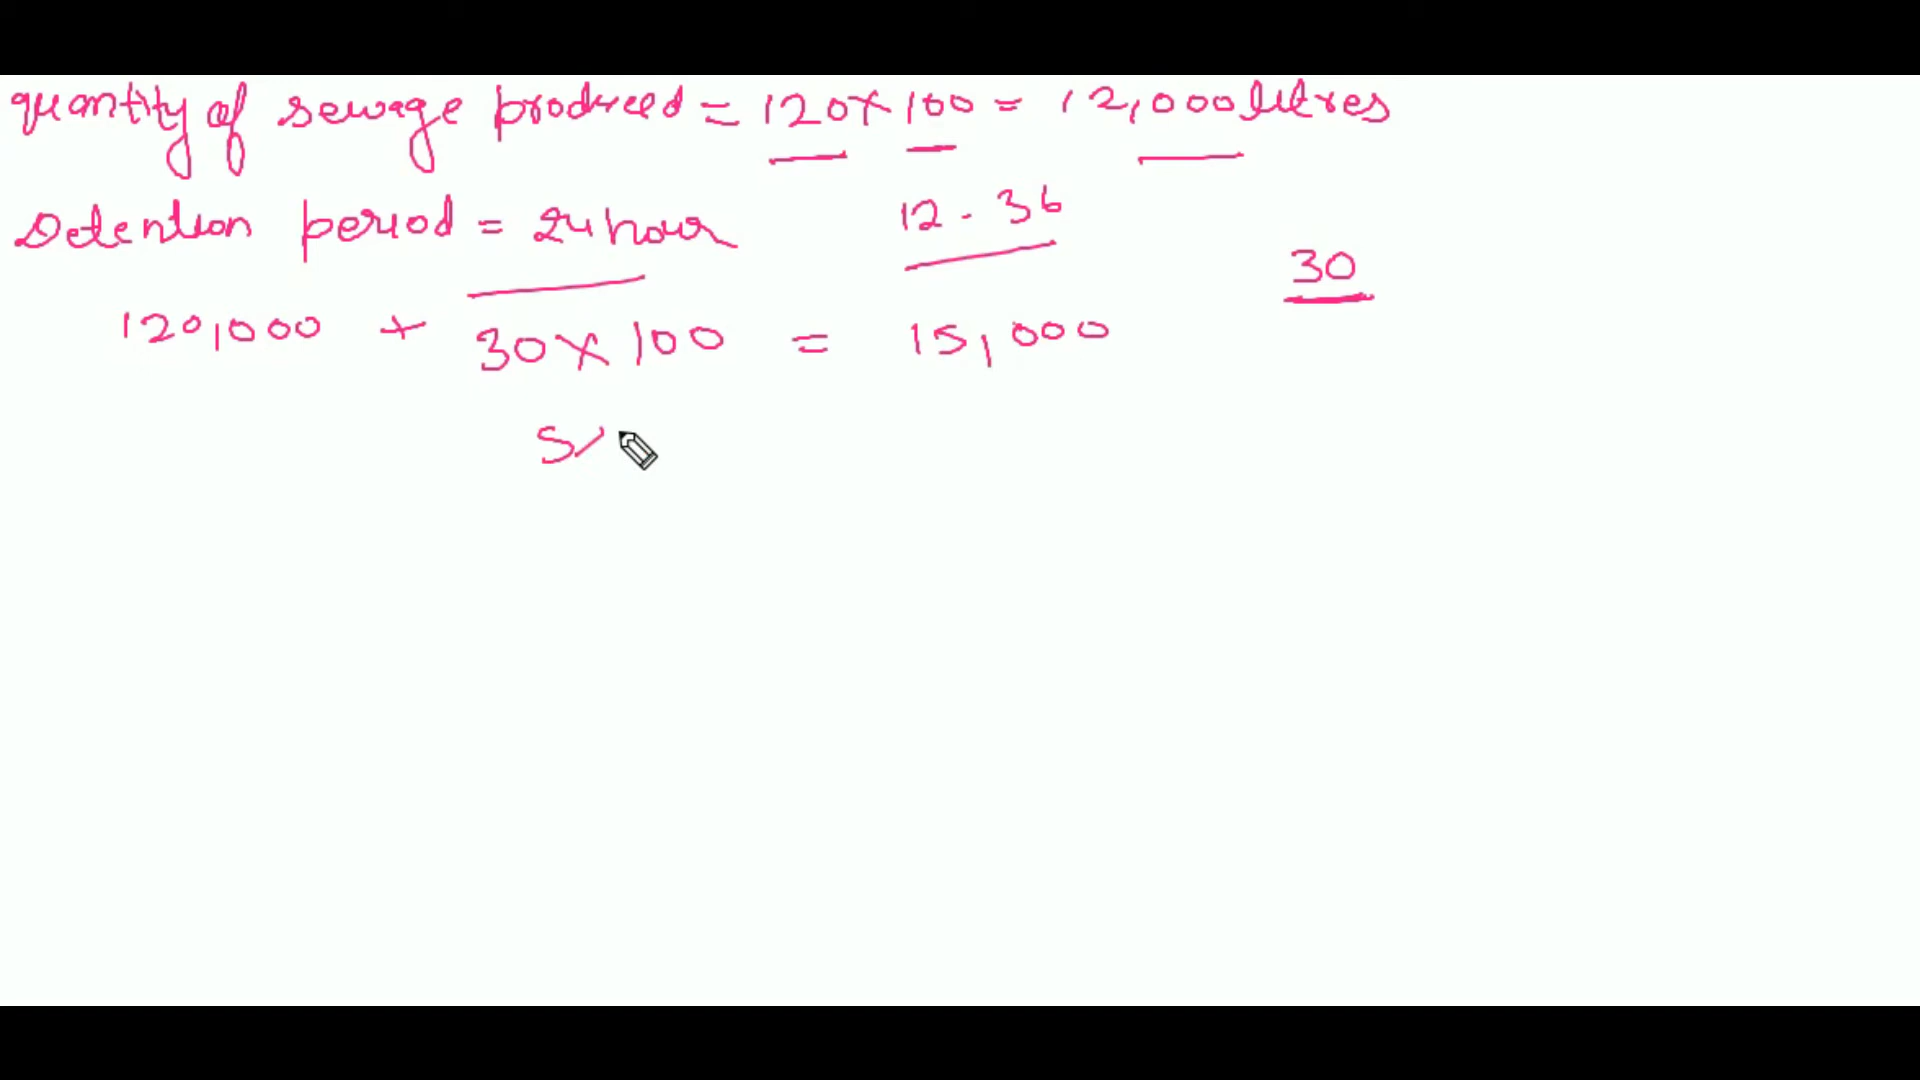 quantity of sewage produced = 120 x 100 = 12,000 litres
Detention period = 24 hour
12 - 36
30
120,000 + 30 x 100 = 15,000